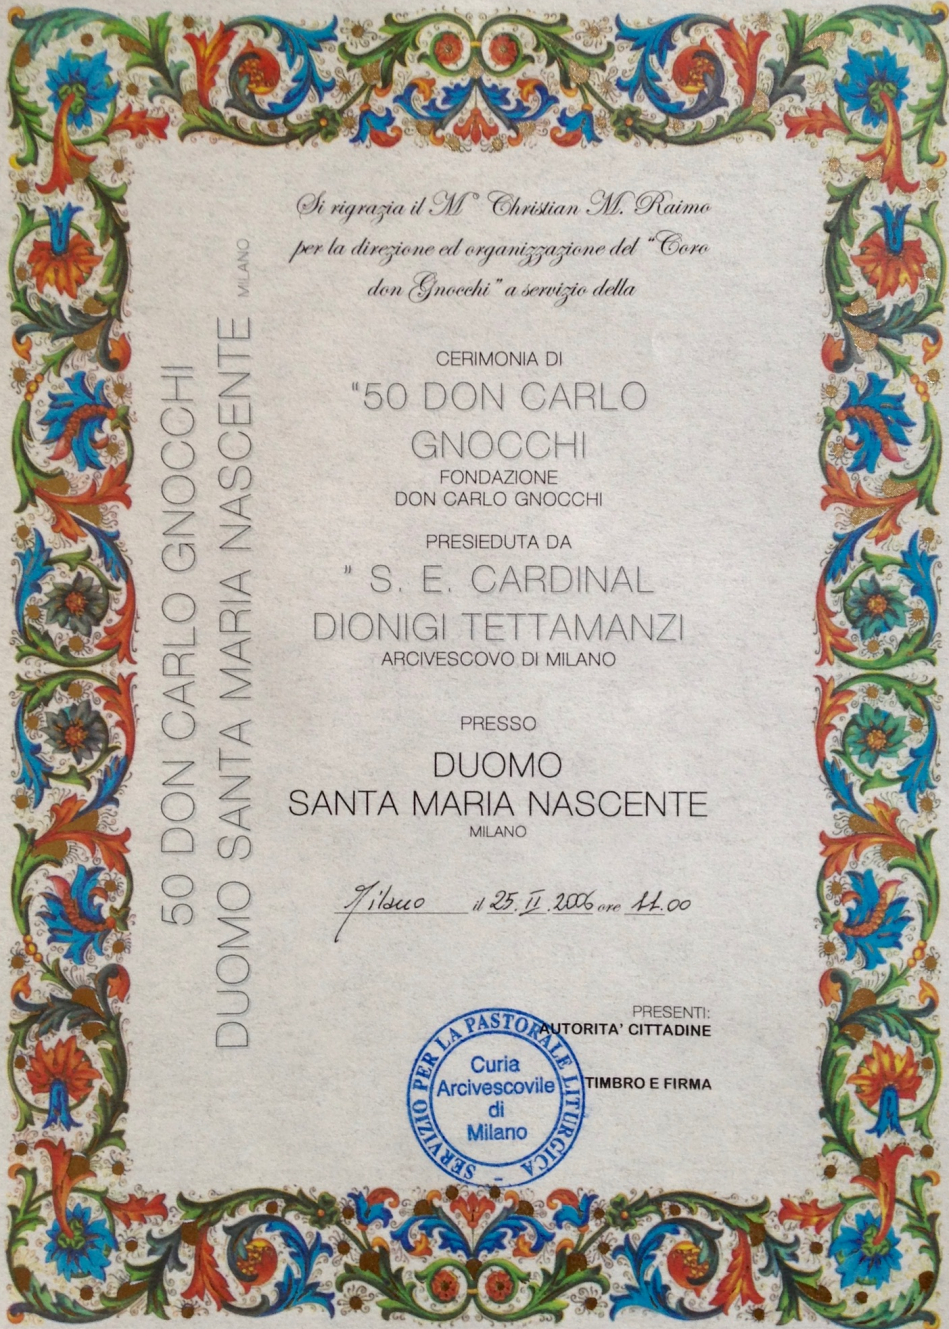 Si rigrazia il M° Christian M. Raimo
per la direzione ed organizzazione del "Coro
don Gnocchi" a servizio della
CERIMONIA DI
"50 DON CARLO
GNOCCHI
FONDAZIONE
DON CARLO GNOCCHI
PRESIEDUTA DA
" S. E. CARDINAL
DIONIGI TETTAMANZI
ARCIVESCOVO DI MILANO
PRESSO
DUOMO
SANTA MARIA NASCENTE
MILANO
Milano il 25.II.2006 ore 11.00
PRESENTI:
AUTORITA' CITTADINE
TIMBRO E FIRMA
SERVIZIO PER LA PASTORALE LITURGICA
Curia
Arcivescovile
di
Milano
50 DON CARLO GNOCCHI
DUOMO SANTA MARIA NASCENTE MILANO